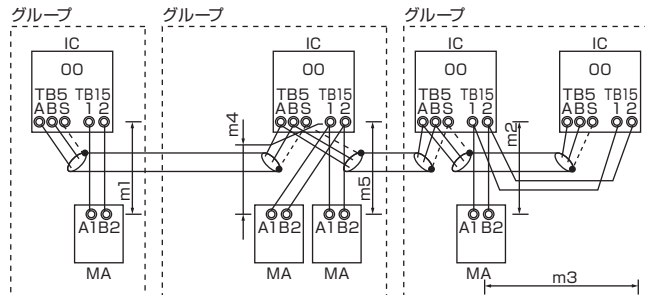 グループ
グループ
グループ
IC
IC
IC
IC
00
00
00
00
TB5 TB15
TB5 TB15
TB5 TB15
TB5 TB15
ABS 1 2
ABS 1 2
ABS 1 2
ABS 1 2
m1
m4
m5
m2
A1B2
A1B2
A1B2
A1B2
MA
MA
MA
MA
m3